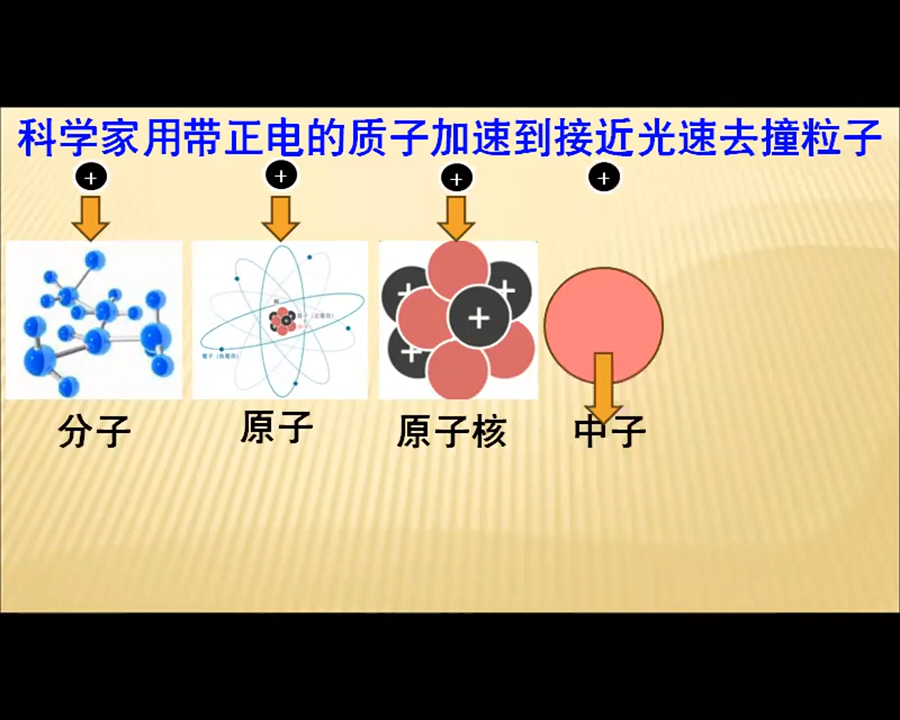 科学家用带正电的质子加速到接近光速去撞粒子
+ + + +
+ + + +
分子 原子 原子核 中子